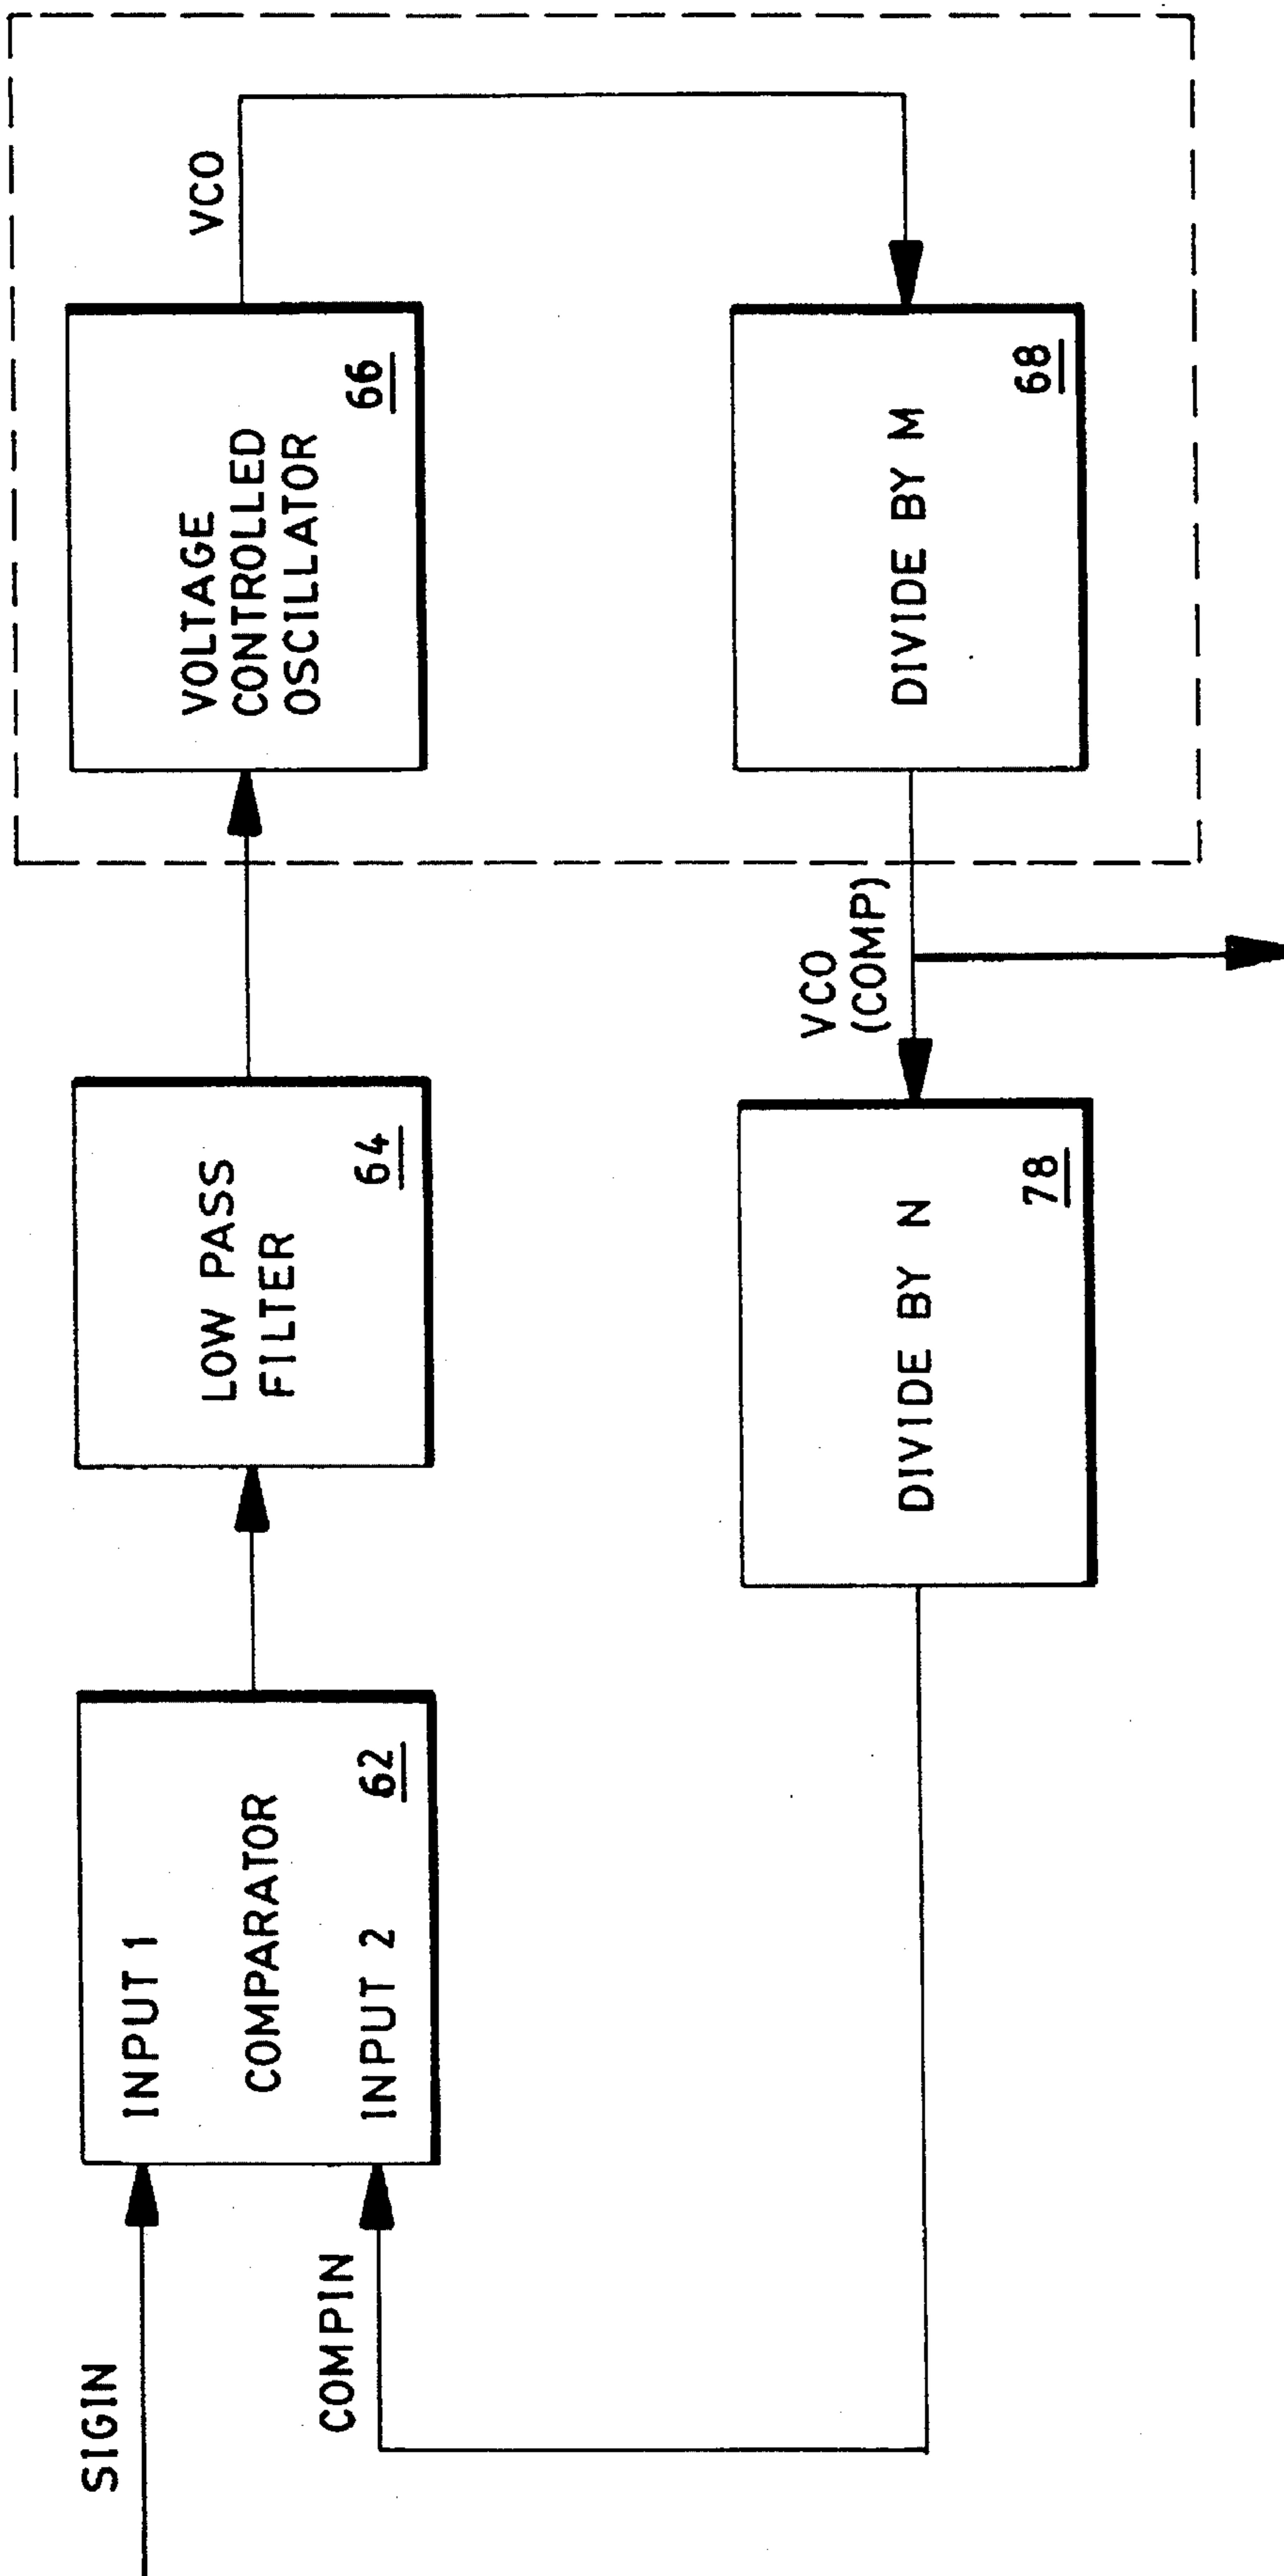 SIGIN
INPUT 1
COMPARATOR
INPUT 2
62
COMPIN
LOW PASS
FILTER
64
VOLTAGE
CONTROLLED
OSCILLATOR
66
VCO
DIVIDE BY M
68
VCO
(COMP)
DIVIDE BY N
78